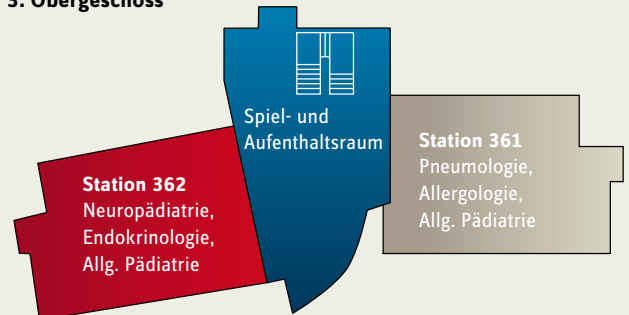 3. Obergeschoss
Spiel- und
Aufenthaltsraum
Station 361
Pneumologie,
Allergologie,
Allg. Pädiatrie
Station 362
Neuropädiatrie,
Endokrinologie,
Allg. Pädiatrie